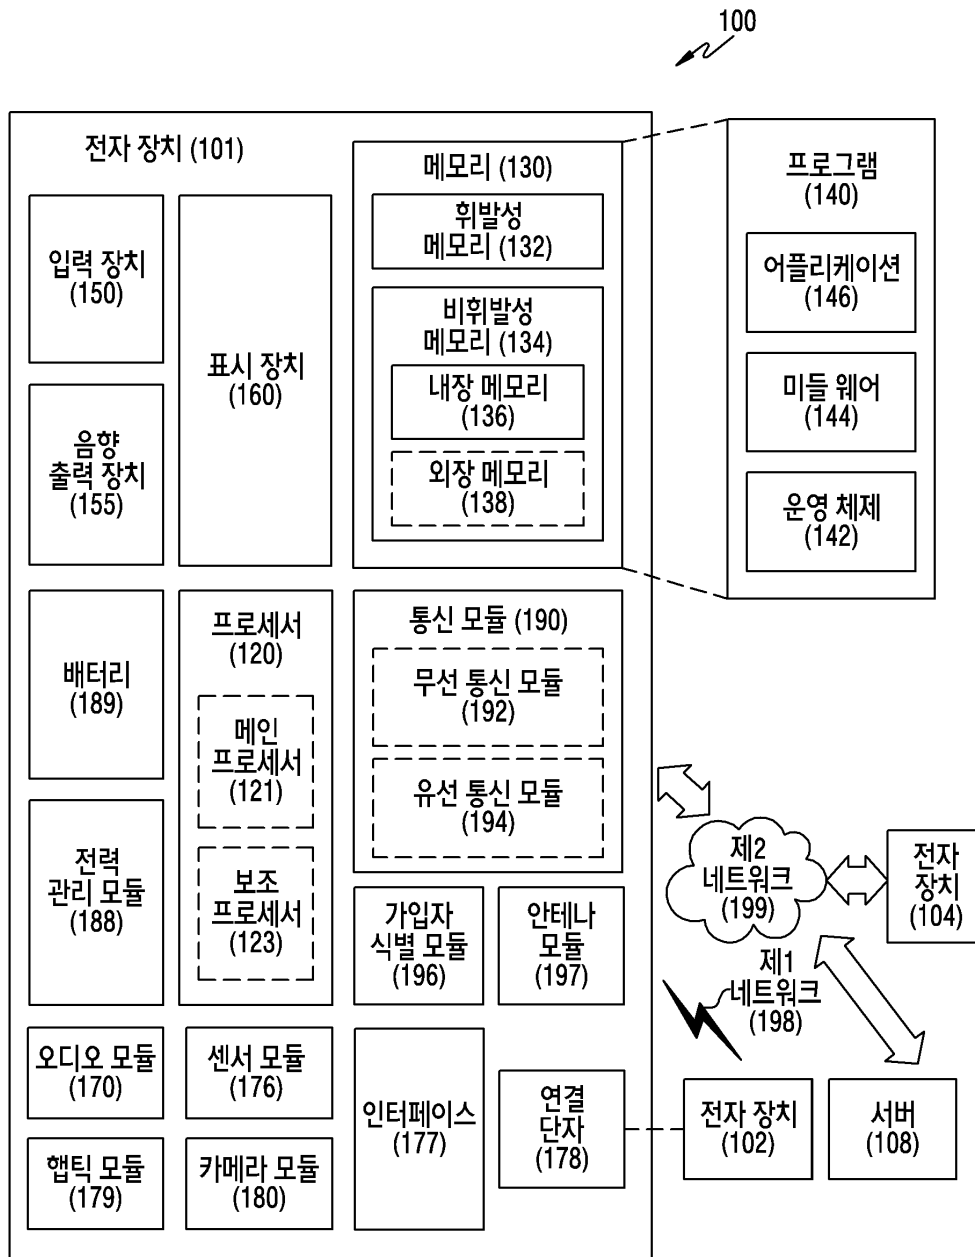 100
전자 장치 (101)
입력 장치
(150)
음향
출력 장치
(155)
표시 장치
(160)
메모리 (130)
휘발성
메모리 (132)
비휘발성
메모리 (134)
내장 메모리
(136)
외장 메모리
(138)
프로그램
(140)
어플리케이션
(146)
미들 웨어
(144)
운영 체제
(142)
배터리
(189)
전력
관리 모듈
(188)
프로세서
(120)
메인
프로세서
(121)
보조
프로세서
(123)
통신 모듈 (190)
무선 통신 모듈
(192)
유선 통신 모듈
(194)
가입자
식별 모듈
(196)
안테나
모듈
(197)
제2
네트워크
(199)
전자
장치
(104)
제1
네트워크
(198)
오디오 모듈
(170)
센서 모듈
(176)
햅틱 모듈
(179)
카메라 모듈
(180)
인터페이스
(177)
연결
단자
(178)
전자 장치
(102)
서버
(108)